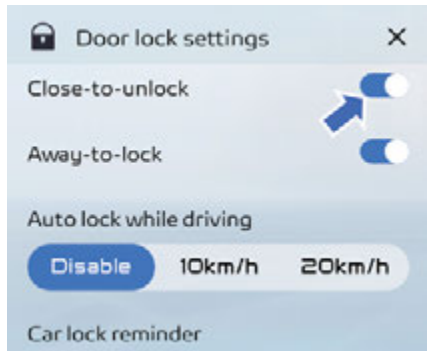 Door lock settings
Close-to-unlock
Away-to-lock
Auto lock while driving
Disable 10km/h 20km/h
Car lock reminder